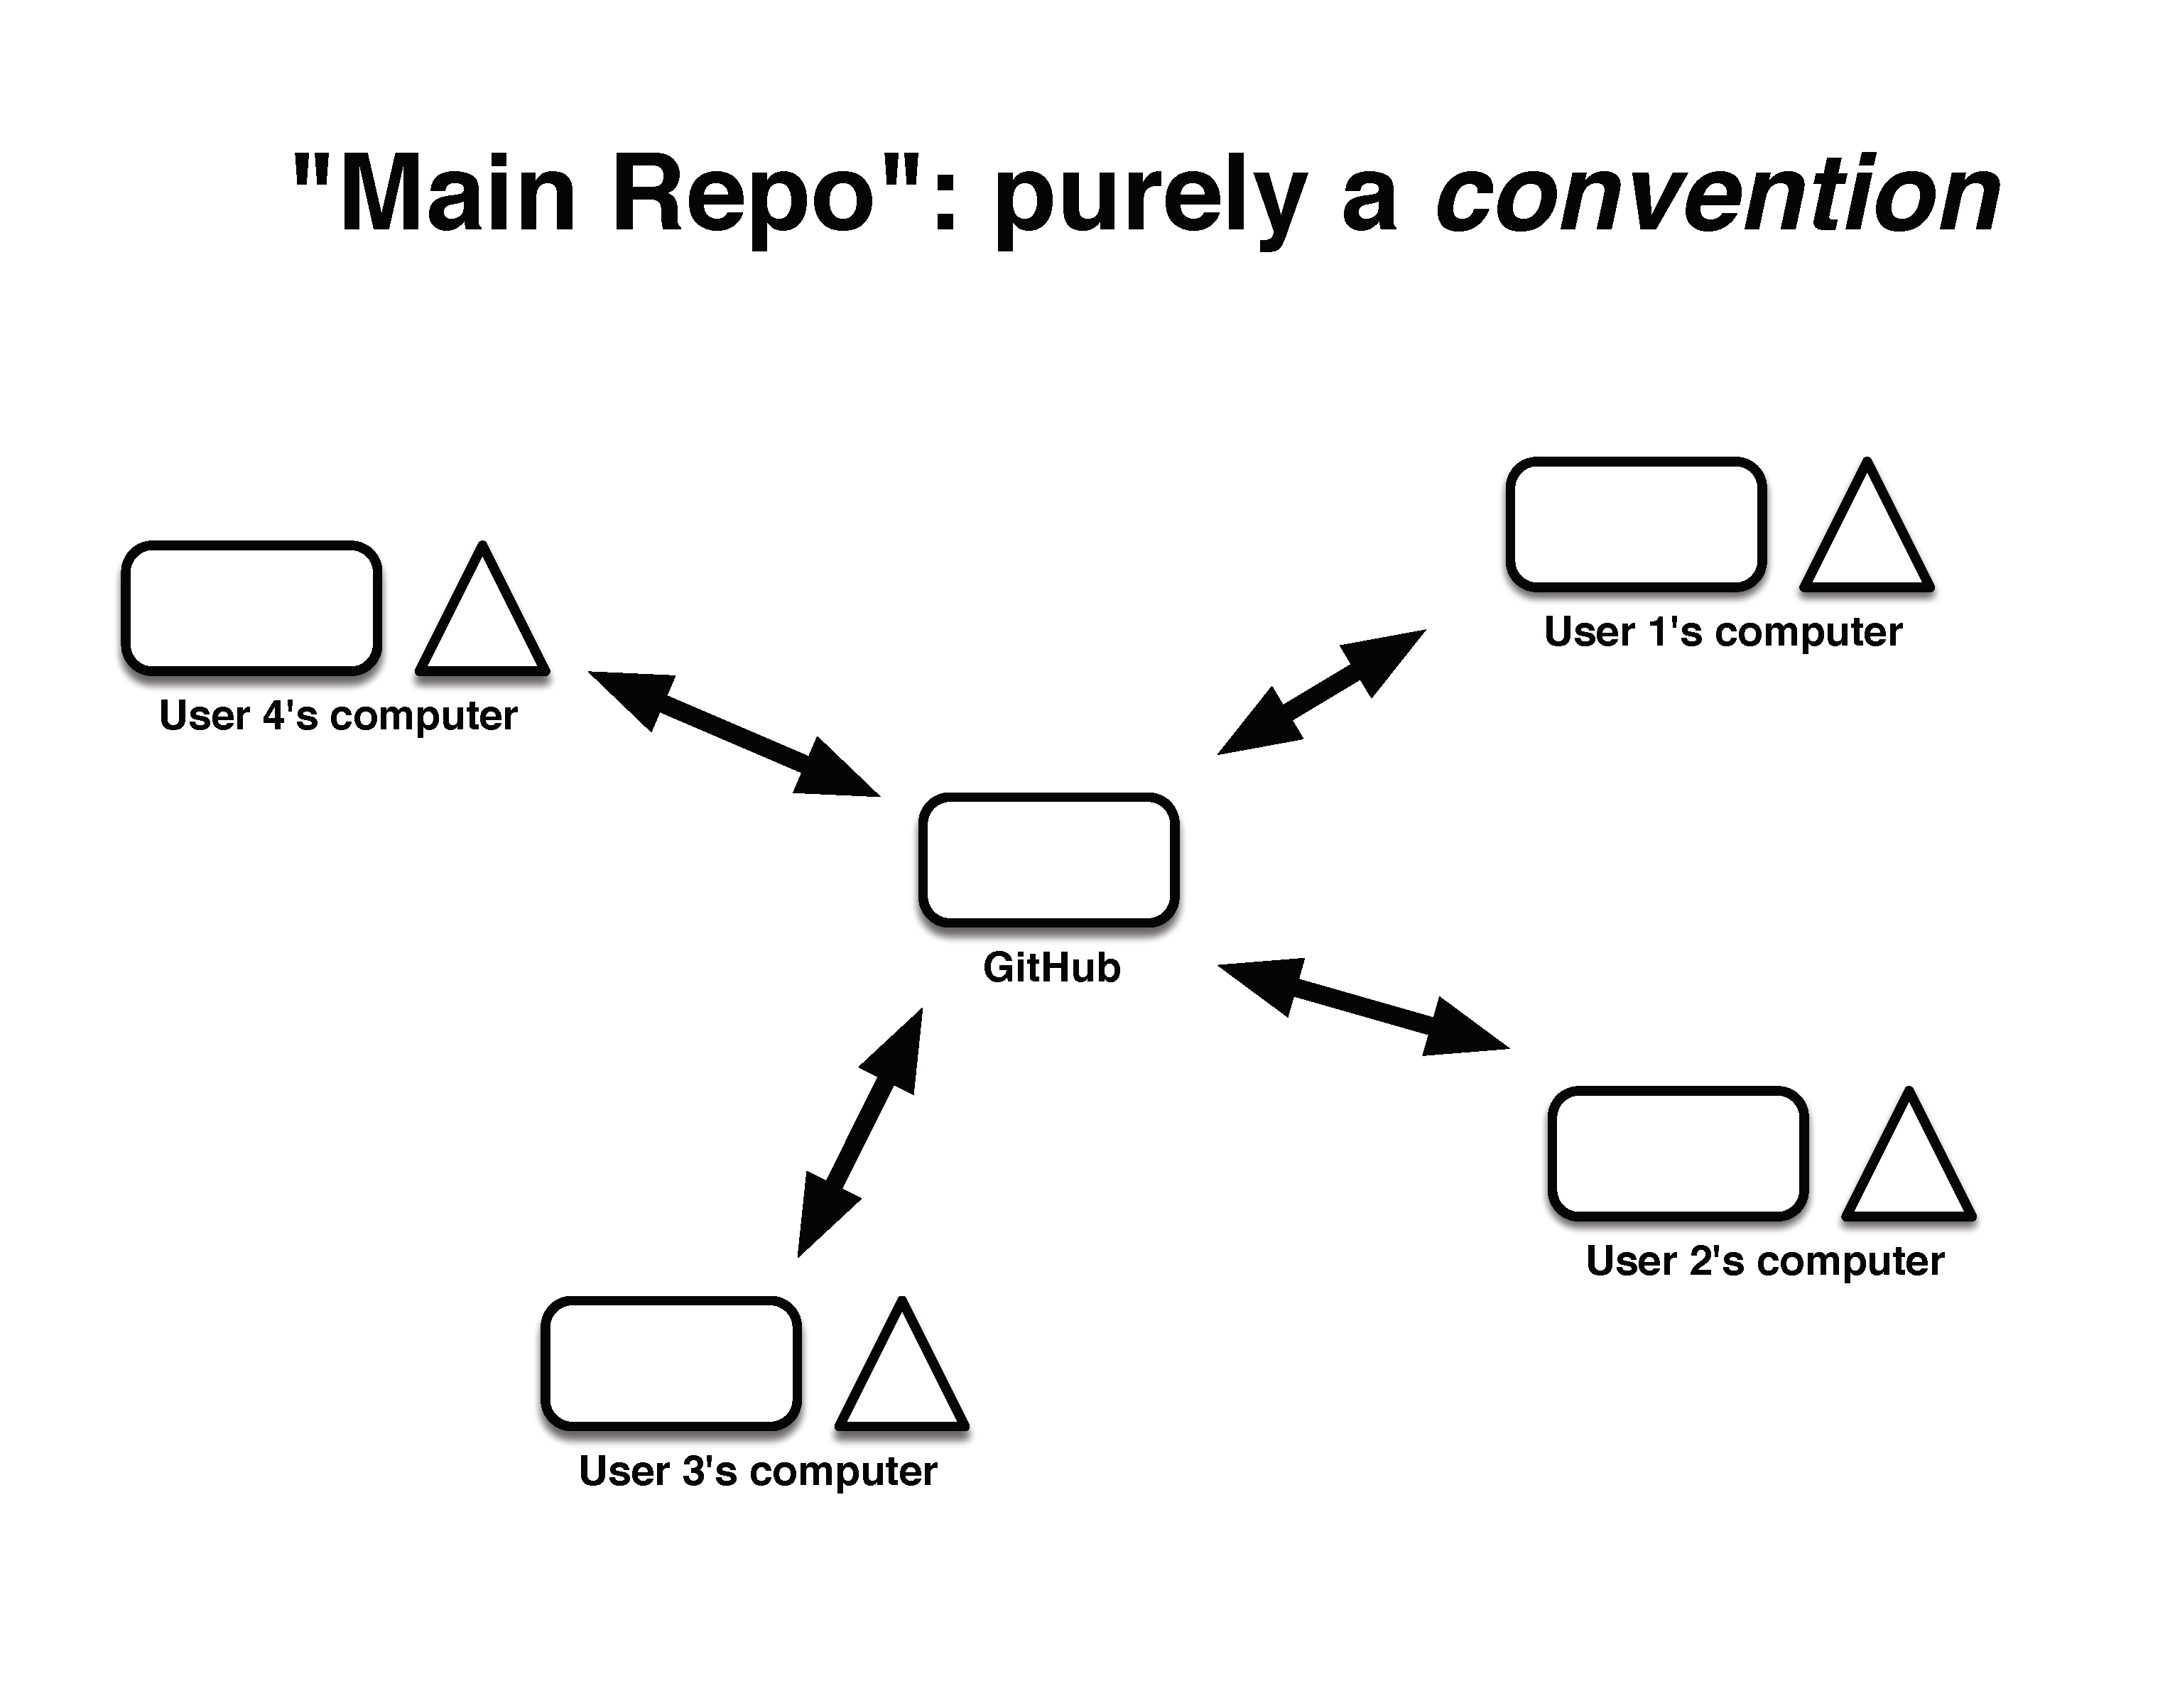 "Main Repo": purely a convention
User 1's computer
User 4's computer
GitHub
User 2's computer
User 3's computer